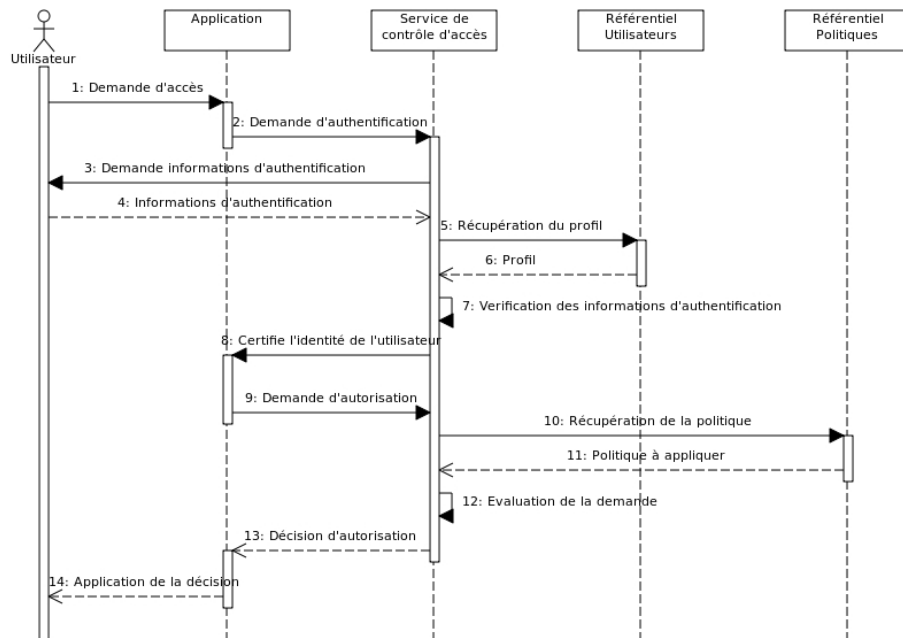 Utilisateur
Application
Service de
contrôle d'accès
Référentiel
Utilisateurs
Référentiel
Politiques
1: Demande d'accès
2: Demande d'authentification
3: Demande informations d'authentification
4: Informations d'authentification
5: Récupération du profil
6: Profil
7: Verification des informations d'authentification
8: Certifie l'identité de l'utilisateur
9: Demande d'autorisation
10: Récupération de la politique
11: Politique à appliquer
12: Evaluation de la demande
13: Décision d'autorisation
14: Application de la décision